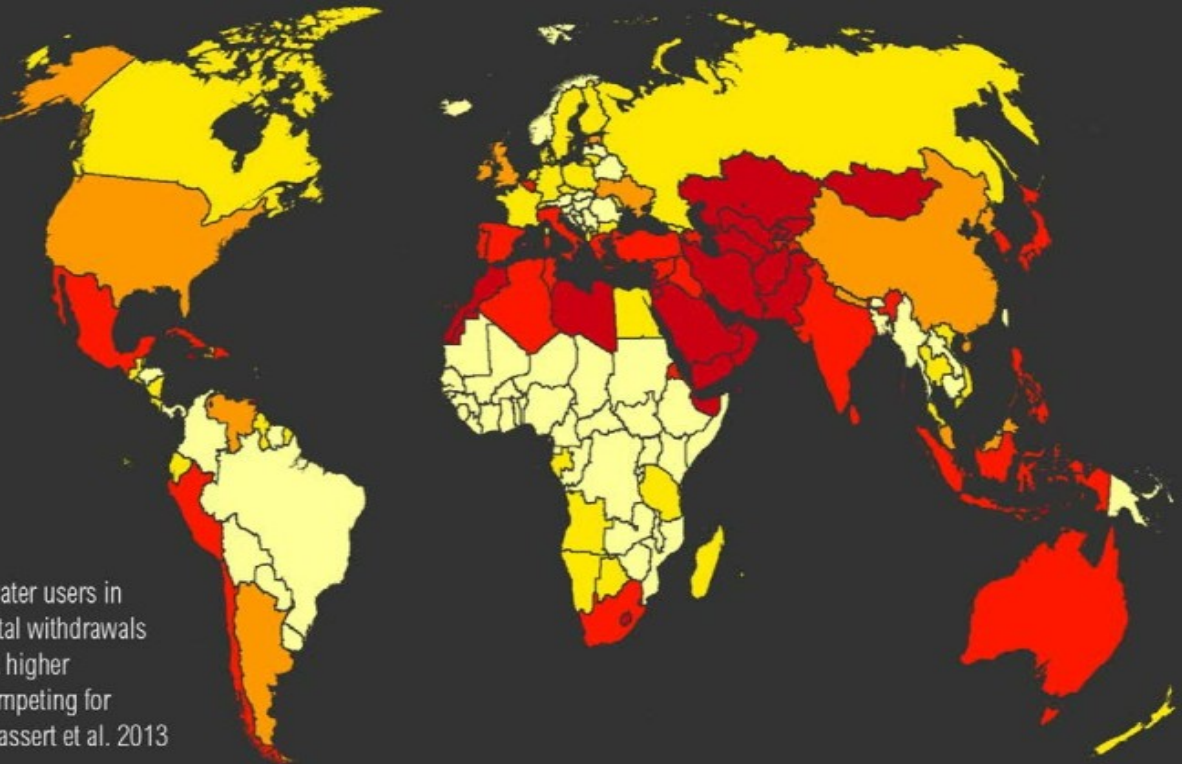 ater users in
tal withdrawals
higher
mpeting for
assert et al. 2013